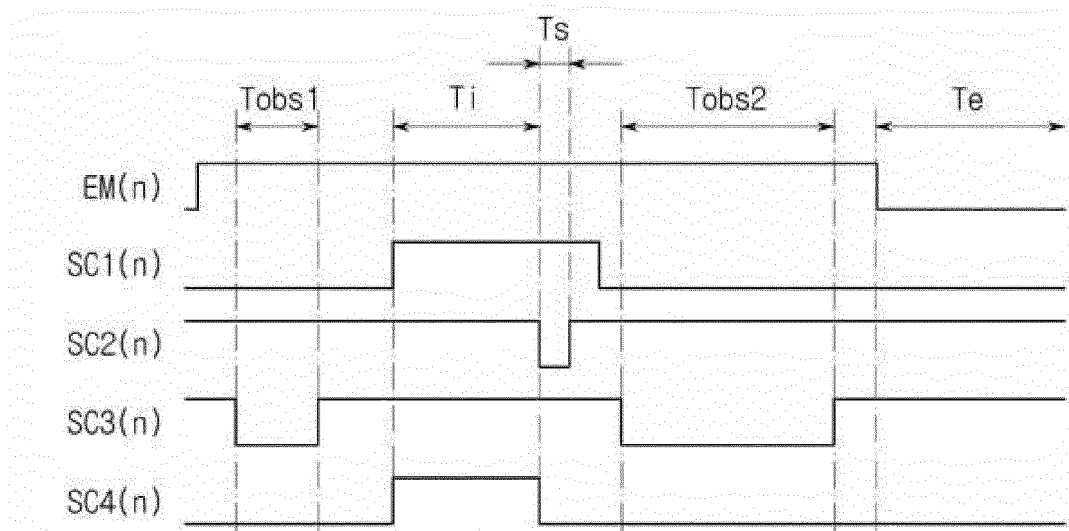 Ts
Tobs1
Ti
Tobs2
Te
EM(n)
SC1(n)
SC2(n)
SC3(n)
SC4(n)